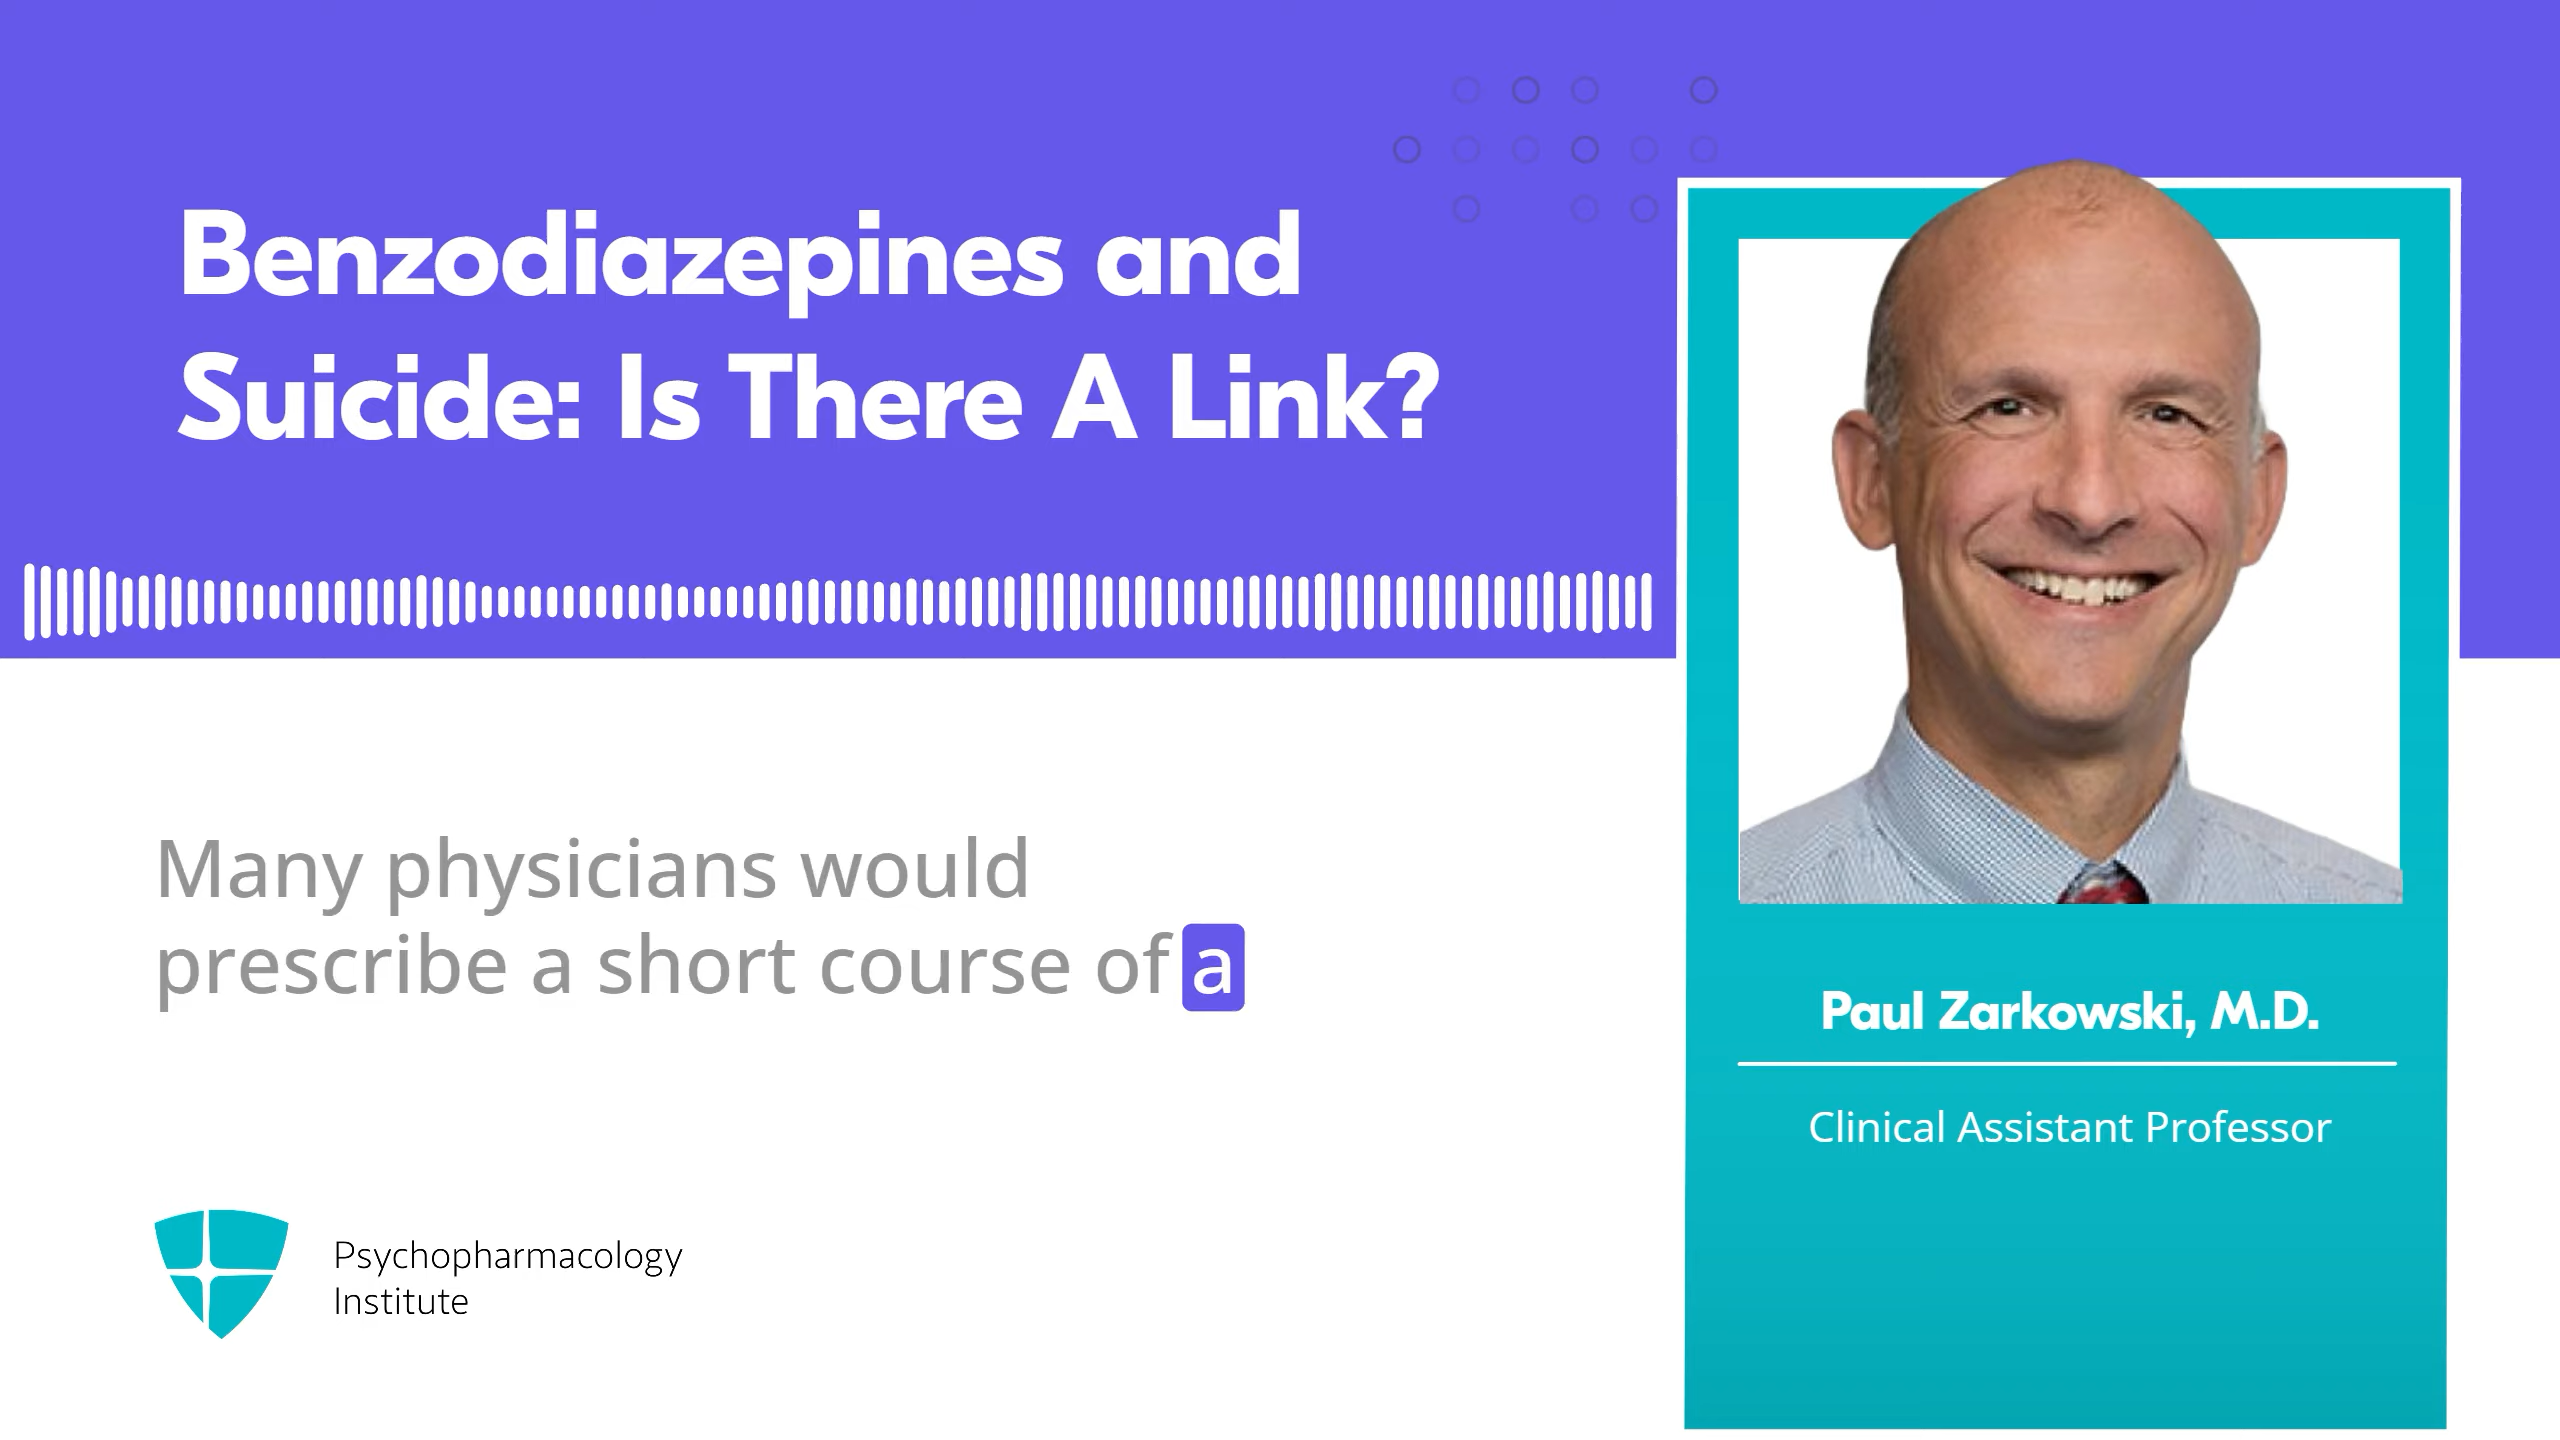 Benzodiazepines and
Suicide: Is There A Link?
Many physicians would
prescribe a short course of a
Paul Zarkowski, M.D.
Clinical Assistant Professor
Psychopharmacology
Institute